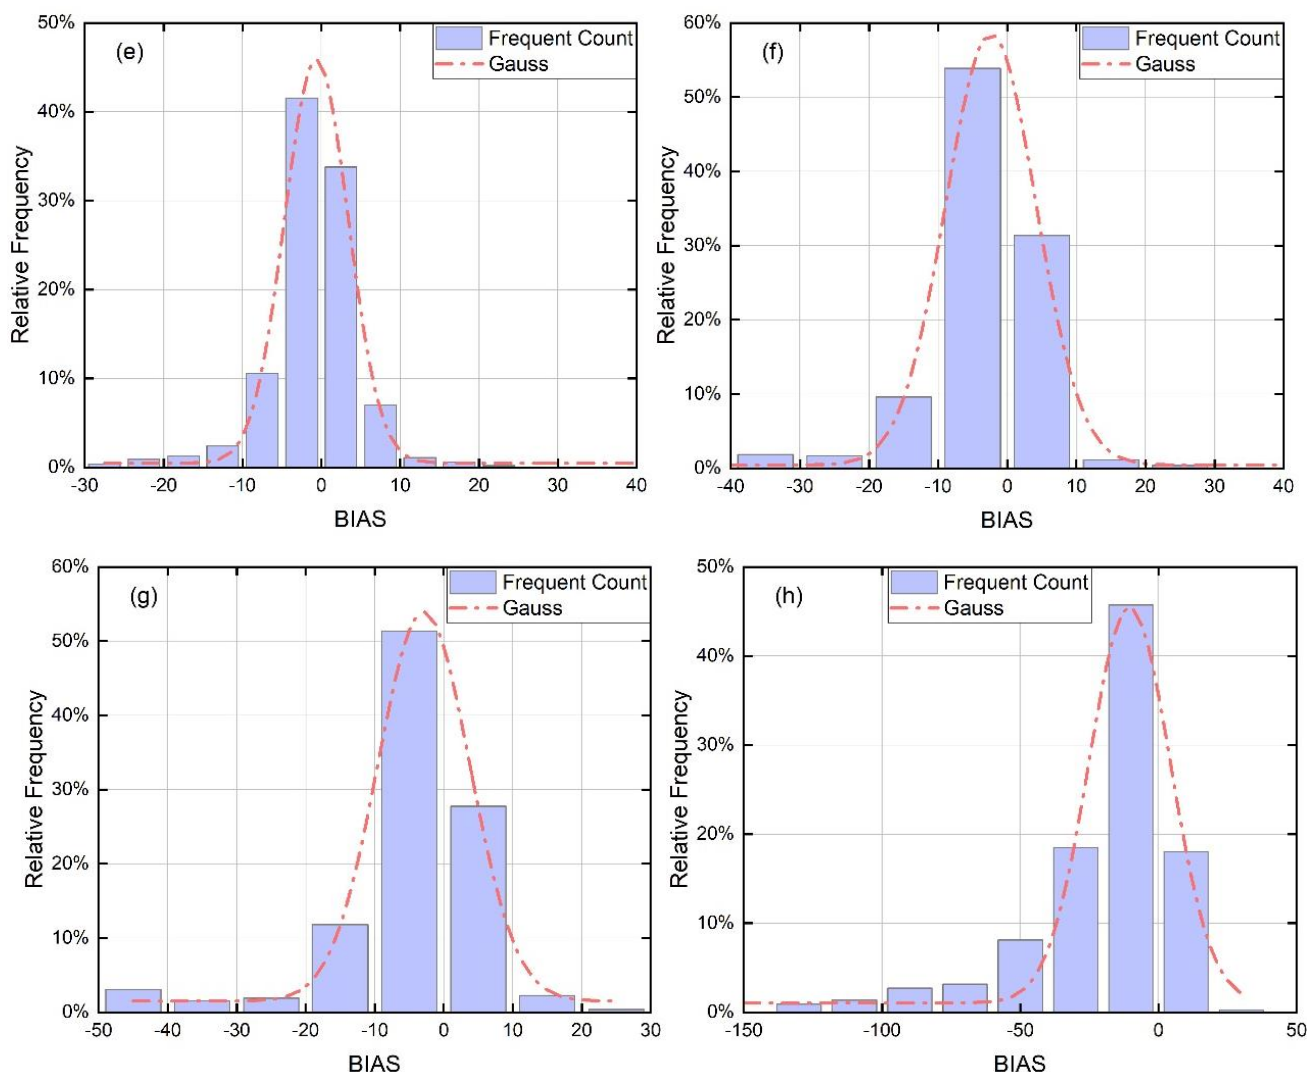 (e)
Frequent Count
Gauss
50%
40%
30%
20%
10%
0%
Relative Frequency
-30 -20 -10 0 10 20 30 40
BIAS
(f)
Frequent Count
Gauss
60%
50%
40%
30%
20%
10%
0%
Relative Frequency
-40 -30 -20 -10 0 10 20 30 40
BIAS
(g)
Frequent Count
Gauss
60%
50%
40%
30%
20%
10%
0%
Relative Frequency
-50 -40 -30 -20 -10 0 10 20 30
BIAS
(h)
Frequent Count
Gauss
50%
40%
30%
20%
10%
0%
Relative Frequency
-150 -100 -50 0 50
BIAS